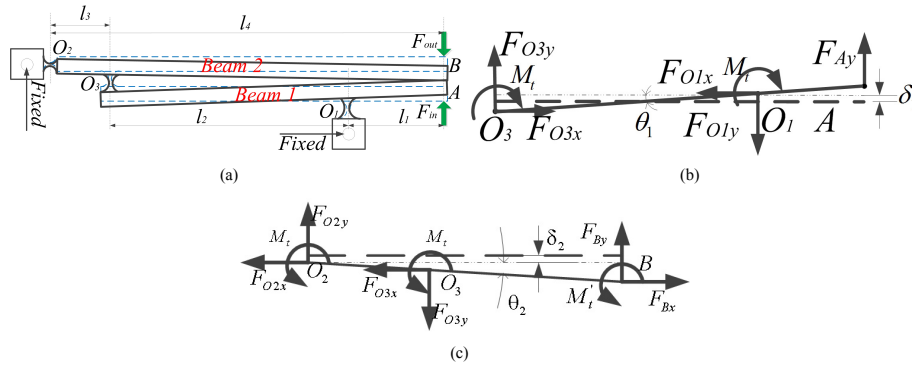 l3
l4
O2
Fout
Beam 2
B
O3
A
Beam 1
Fixed
l2
O1
l1
Fin
Fixed
(a)
FO3y
FAy
Mt
FO1x
Mt
δ
O3
FO3x
θ1
FO1y
O1
A
(b)
FO2y
Mt
Mt
δ2
FBy
FO2x
O2
FO3x
O3
B
FO3y
θ2
Mt'
FBx
(c)